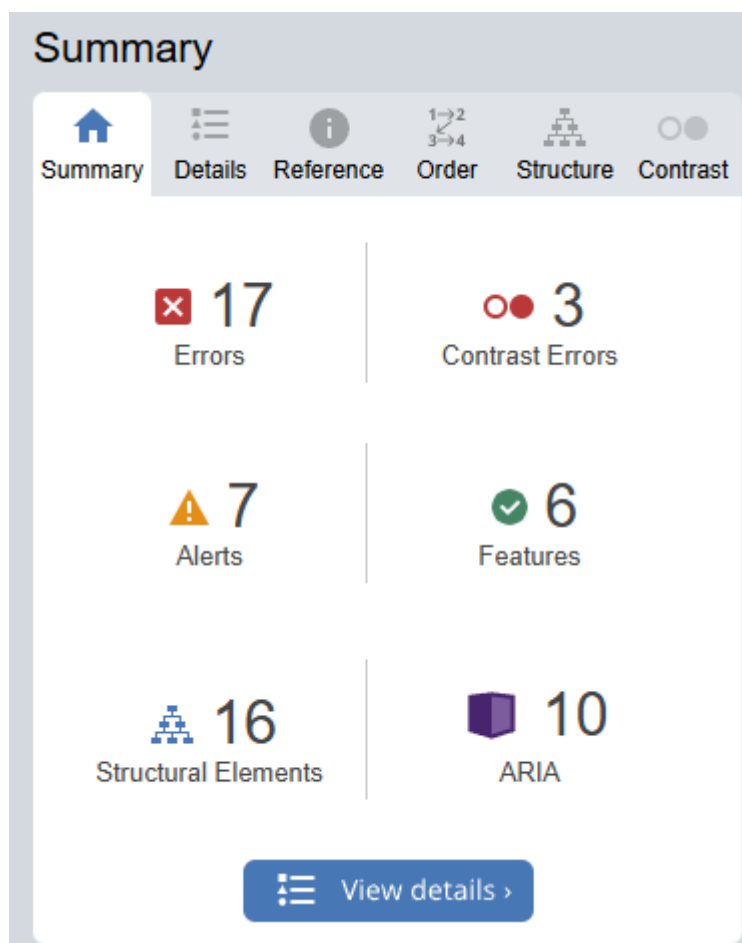 Summary
1→2
3→4
Summary Details Reference Order Structure Contrast
17 3
Errors Contrast Errors
7 6
Alerts Features
16 10
Structural Elements ARIA
View details ›